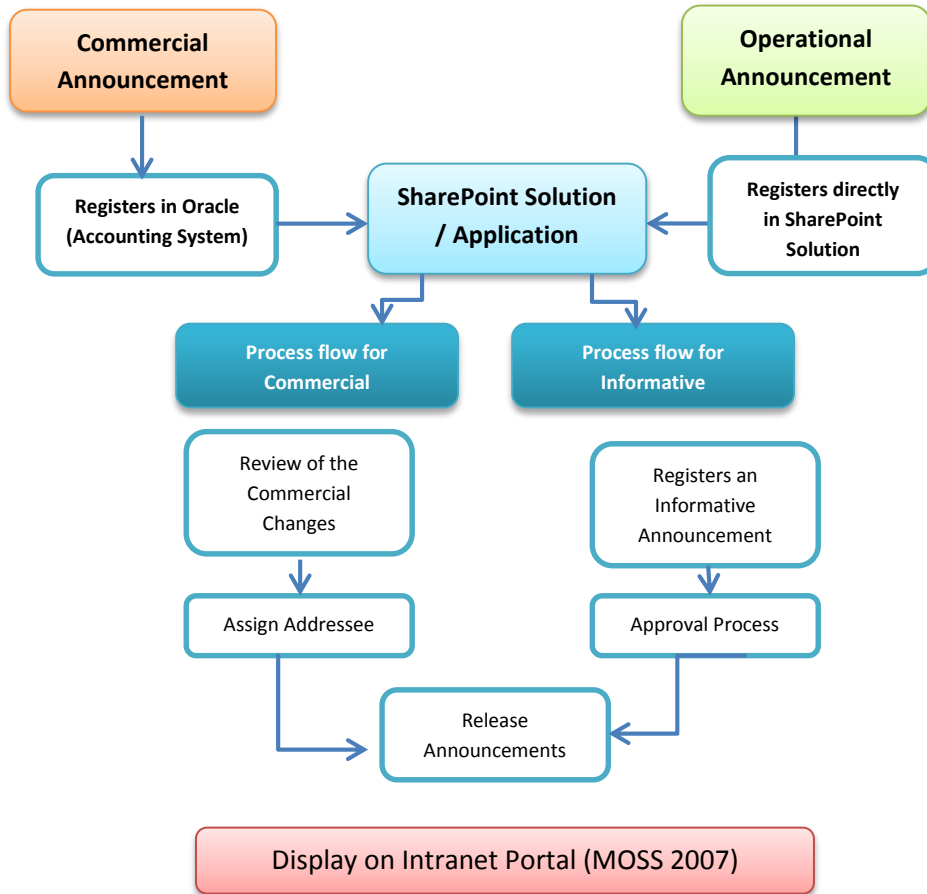 Commercial
Announcement
Operational
Announcement
Registers in Oracle
(Accounting System)
SharePoint Solution
/ Application
Registers directly
in SharePoint
Solution
Process flow for
Commercial
Process flow for
Informative
Review of the
Commercial
Changes
Registers an
Informative
Announcement
Assign Addressee
Approval Process
Release
Announcements
Display on Intranet Portal (MOSS 2007)